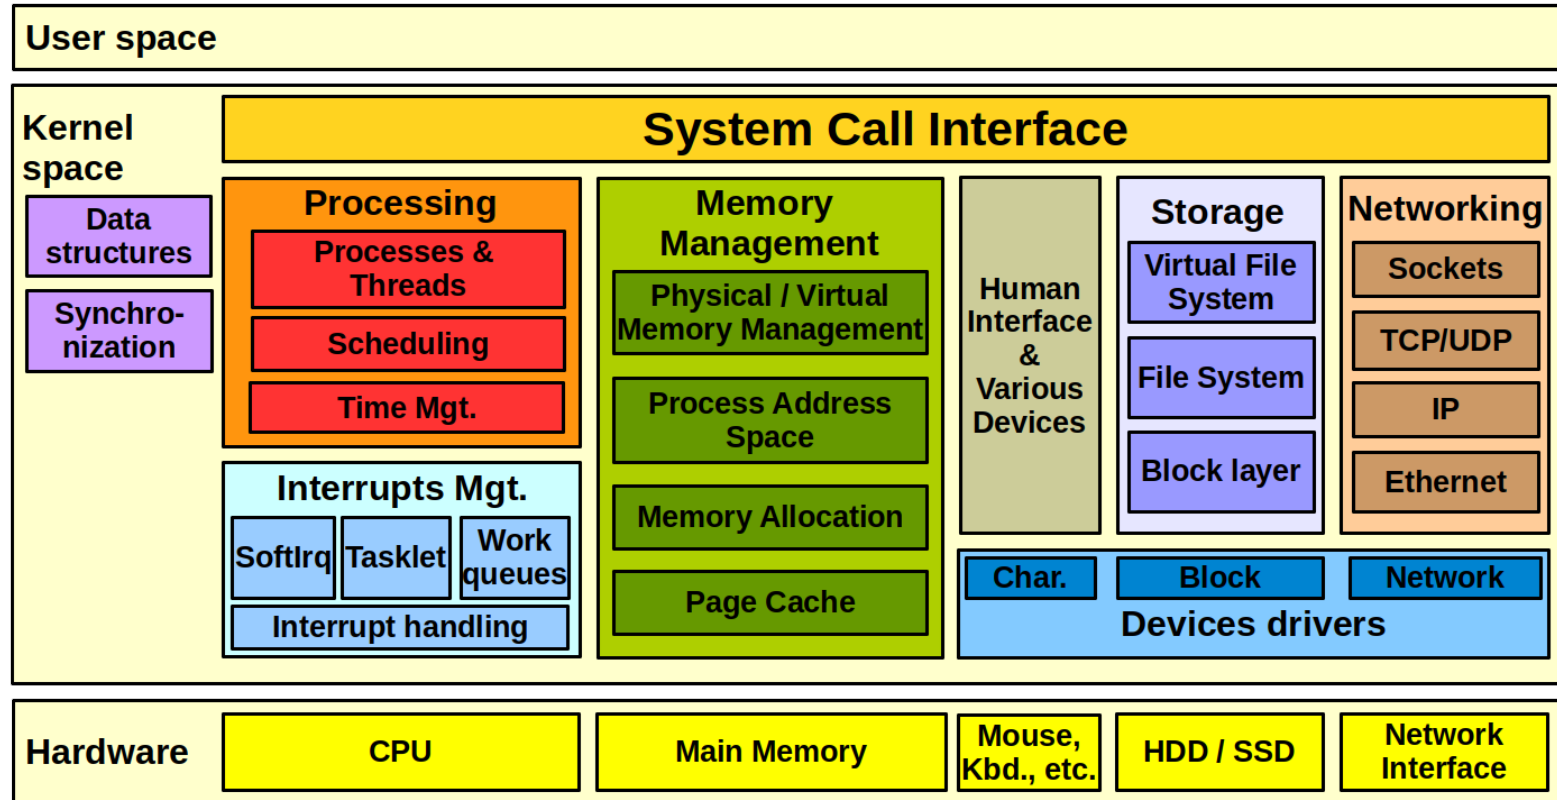 User space
Kernel
space
System Call Interface
Data
structures
Synchro-
nization
Processing
Processes &
Threads
Scheduling
Time Mgt.
Interrupts Mgt.
SoftIrq
Tasklet
Work
queues
Interrupt handling
Memory
Management
Physical / Virtual
Memory Management
Process Address
Space
Memory Allocation
Page Cache
Human
Interface
&
Various
Devices
Storage
Virtual File
System
File System
Block layer
Networking
Sockets
TCP/UDP
IP
Ethernet
Char.
Block
Network
Devices drivers
Hardware
CPU
Main Memory
Mouse,
Kbd., etc.
HDD / SSD
Network
Interface